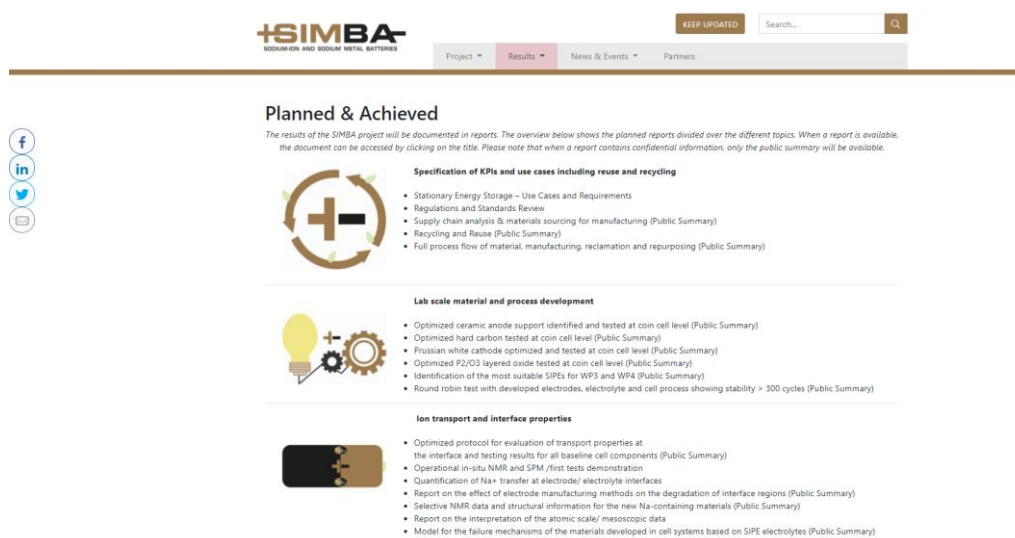 SIMBA
SODIUM-ION AND SODIUM METAL BATTERIES
KEEP UPDATED
Search...
Project
Results
News & Events
Partners
Planned & Achieved
The results of the SIMBA project will be documented in reports. The overview below shows the planned reports divided over the different topics. When a report is available,
the document can be accessed by clicking on the title. Please note that when a report contains confidential information, only the public summary will be available.
Specification of KPIs and use cases including reuse and recycling
• Stationary Energy Storage – Use Cases and Requirements
• Regulations and Standards Review
• Supply chain analysis & materials sourcing for manufacturing (Public Summary)
• Recycling and Reuse (Public Summary)
• Full process flow of material, manufacturing, reclamation and repurposing (Public Summary)
Lab scale material and process development
• Optimized ceramic anode support identified and tested at coin cell level (Public Summary)
• Optimized hard carbon tested at coin cell level (Public Summary)
• Prussian white cathode optimized and tested at coin cell level (Public Summary)
• Optimized P2/O3 layered oxide tested at coin cell level (Public Summary)
• Identification of the most suitable SIPEs for WP3 and WP4 (Public Summary)
• Round robin test with developed electrodes, electrolyte and cell process showing stability > 300 cycles (Public Summary)
Ion transport and interface properties
• Optimized protocol for evaluation of transport properties at
the interface and testing results for all baseline cell components (Public Summary)
• Operational in-situ NMR and SPM /first tests demonstration
• Quantification of Na+ transfer at electrode/ electrolyte interfaces
• Report on the effect of electrode manufacturing methods on the degradation of interface regions (Public Summary)
• Selective NMR data and structural information for the new Na-containing materials (Public Summary)
• Report on the interpretation of the atomic scale/ mesoscopic data
• Model for the failure mechanisms of the materials developed in cell systems based on SIPE electrolytes (Public Summary)